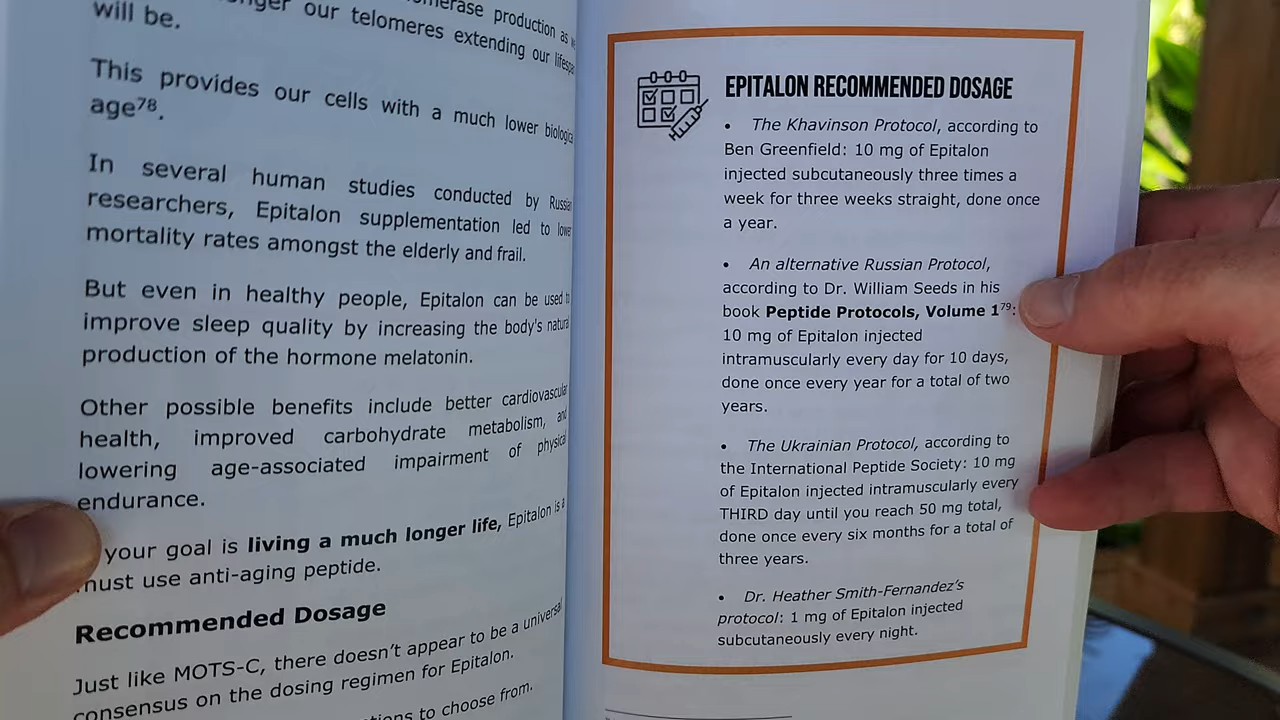 our telomeres extending our
production as
will be.
This provides our cells with a much lower
age⁷⁸.
In several human studies conducted by
researchers, Epitalon supplementation led to
mortality rates amongst the elderly and frail.
But even in healthy people, Epitalon can be used
improve sleep quality by increasing the body's natural
production of the hormone melatonin.
Other possible benefits include better cardiovascular
health, improved carbohydrate metabolism, and
lowering age-associated impairment of physical
endurance.
your goal is living a much longer life, Epitalon is a
must use anti-aging peptide.
Recommended Dosage
Just like MOTS-C, there doesn't appear to be a universal
consensus on the dosing regimen for Epitalon.
to choose from.
EPITALON RECOMMENDED DOSAGE
• The Khavinson Protocol, according to
Ben Greenfield: 10 mg of Epitalon
injected subcutaneously three times a
week for three weeks straight, done once
a year.
• An alternative Russian Protocol,
according to Dr. William Seeds in his
book Peptide Protocols, Volume 1⁷⁹:
10 mg of Epitalon injected
intramuscularly every day for 10 days,
done once every year for a total of two
years.
• The Ukrainian Protocol, according to
the International Peptide Society: 10 mg
of Epitalon injected intramuscularly every
THIRD day until you reach 50 mg total,
done once every six months for a total of
three years.
• Dr. Heather Smith-Fernandez's
protocol: 1 mg of Epitalon injected
subcutaneously every night.